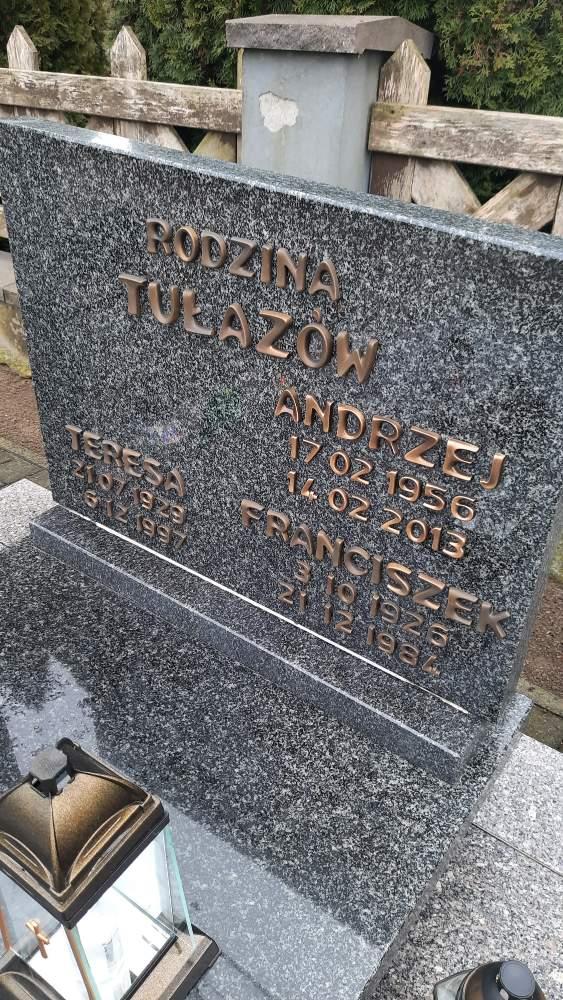 RODZINA
TUŁAZÓW
ANDRZEJ
17 02 1956
14 02 2013
TERESA
21.07 1929
6.12 1997
FRANCISZEK
3 10 1926
21 12 1984